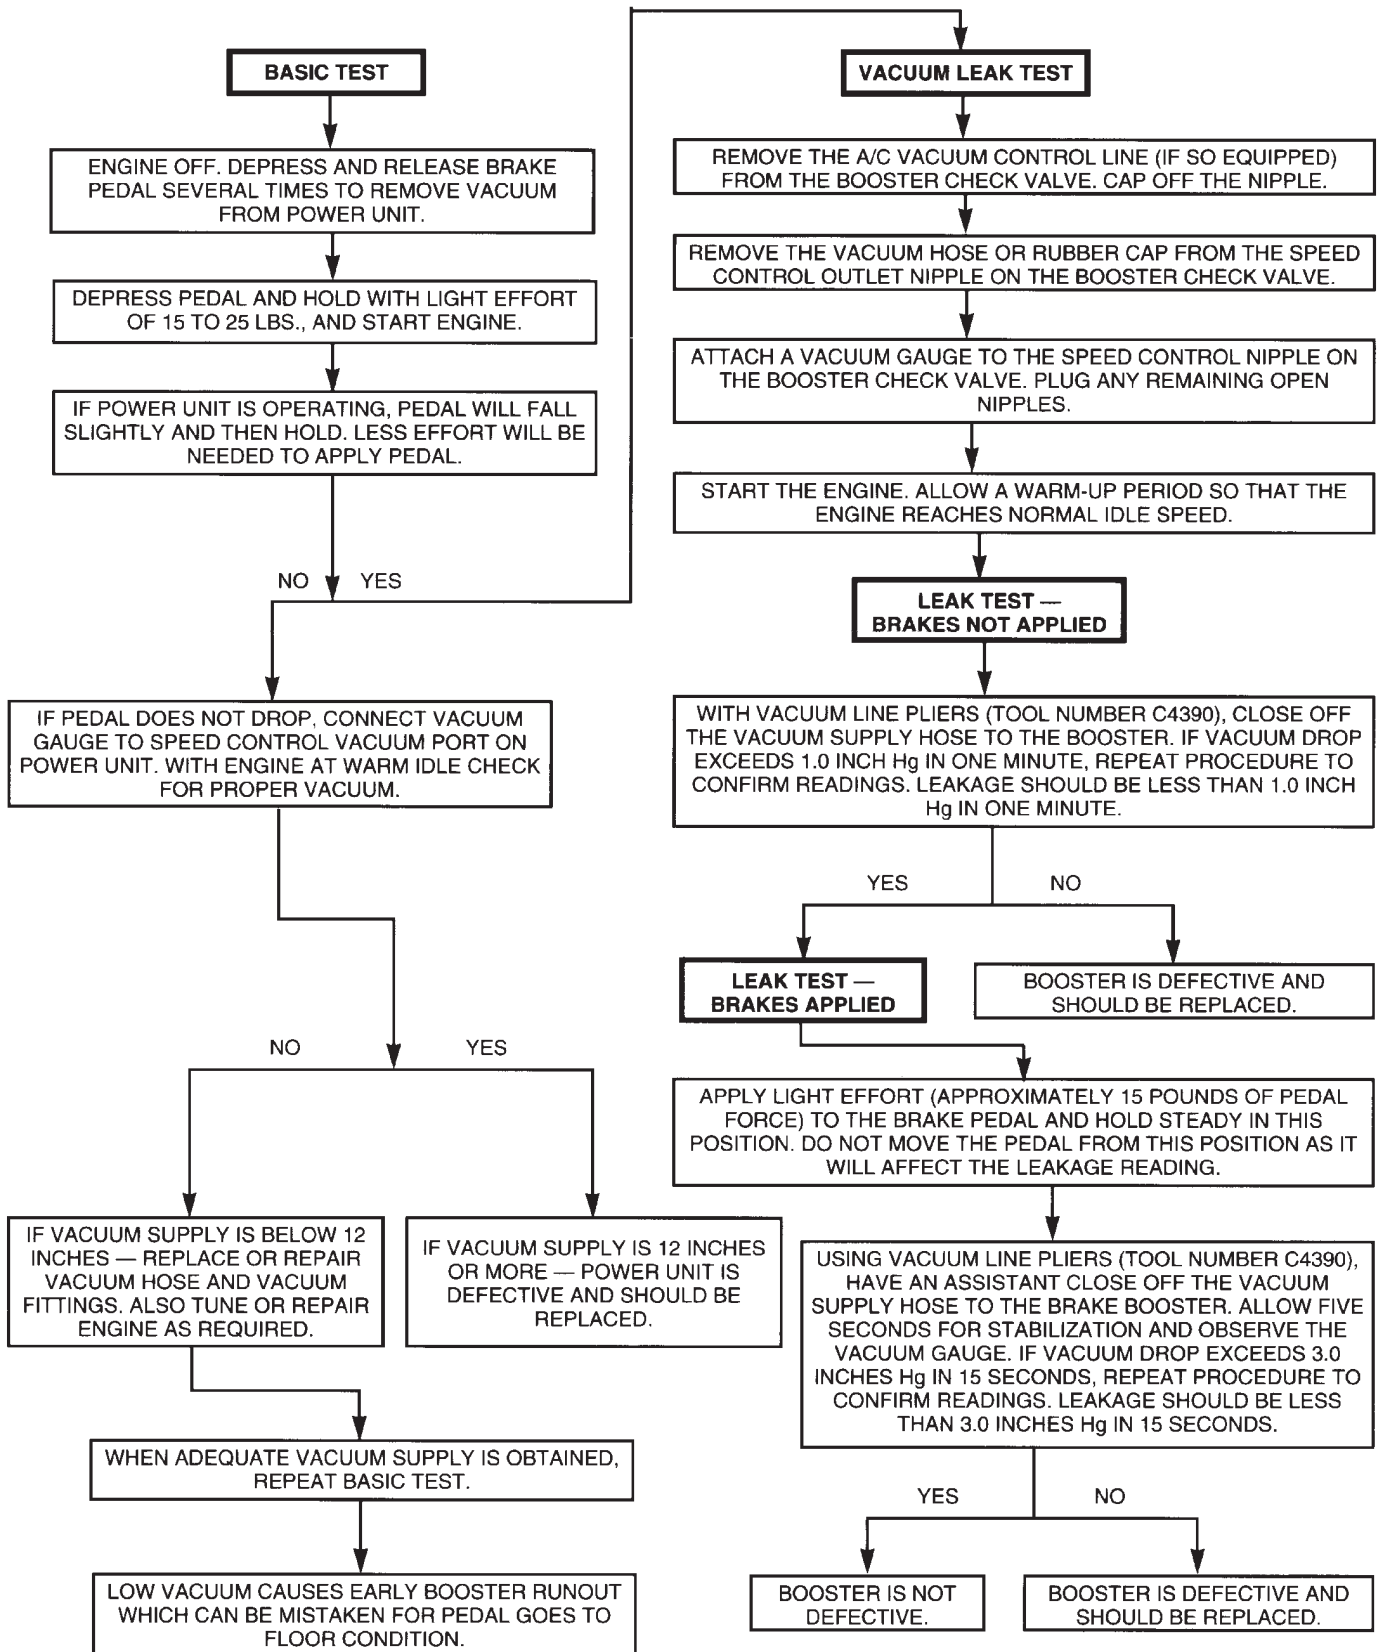 BASIC TEST
ENGINE OFF. DEPRESS AND RELEASE BRAKE
PEDAL SEVERAL TIMES TO REMOVE VACUUM
FROM POWER UNIT.
DEPRESS PEDAL AND HOLD WITH LIGHT EFFORT
OF 15 TO 25 LBS., AND START ENGINE.
IF POWER UNIT IS OPERATING, PEDAL WILL FALL
SLIGHTLY AND THEN HOLD. LESS EFFORT WILL BE
NEEDED TO APPLY PEDAL.
NO YES
IF PEDAL DOES NOT DROP, CONNECT VACUUM
GAUGE TO SPEED CONTROL VACUUM PORT ON
POWER UNIT. WITH ENGINE AT WARM IDLE CHECK
FOR PROPER VACUUM.
NO YES
IF VACUUM SUPPLY IS BELOW 12
INCHES — REPLACE OR REPAIR
VACUUM HOSE AND VACUUM
FITTINGS. ALSO TUNE OR REPAIR
ENGINE AS REQUIRED.
IF VACUUM SUPPLY IS 12 INCHES
OR MORE — POWER UNIT IS
DEFECTIVE AND SHOULD BE
REPLACED.
WHEN ADEQUATE VACUUM SUPPLY IS OBTAINED,
REPEAT BASIC TEST.
LOW VACUUM CAUSES EARLY BOOSTER RUNOUT
WHICH CAN BE MISTAKEN FOR PEDAL GOES TO
FLOOR CONDITION.
VACUUM LEAK TEST
REMOVE THE A/C VACUUM CONTROL LINE (IF SO EQUIPPED)
FROM THE BOOSTER CHECK VALVE. CAP OFF THE NIPPLE.
REMOVE THE VACUUM HOSE OR RUBBER CAP FROM THE SPEED
CONTROL OUTLET NIPPLE ON THE BOOSTER CHECK VALVE.
ATTACH A VACUUM GAUGE TO THE SPEED CONTROL NIPPLE ON
THE BOOSTER CHECK VALVE. PLUG ANY REMAINING OPEN
NIPPLES.
START THE ENGINE. ALLOW A WARM-UP PERIOD SO THAT THE
ENGINE REACHES NORMAL IDLE SPEED.
LEAK TEST —
BRAKES NOT APPLIED
WITH VACUUM LINE PLIERS (TOOL NUMBER C4390), CLOSE OFF
THE VACUUM SUPPLY HOSE TO THE BOOSTER. IF VACUUM DROP
EXCEEDS 1.0 INCH Hg IN ONE MINUTE, REPEAT PROCEDURE TO
CONFIRM READINGS. LEAKAGE SHOULD BE LESS THAN 1.0 INCH
Hg IN ONE MINUTE.
YES NO
LEAK TEST —
BRAKES APPLIED
BOOSTER IS DEFECTIVE AND
SHOULD BE REPLACED.
APPLY LIGHT EFFORT (APPROXIMATELY 15 POUNDS OF PEDAL
FORCE) TO THE BRAKE PEDAL AND HOLD STEADY IN THIS
POSITION. DO NOT MOVE THE PEDAL FROM THIS POSITION AS IT
WILL AFFECT THE LEAKAGE READING.
USING VACUUM LINE PLIERS (TOOL NUMBER C4390),
HAVE AN ASSISTANT CLOSE OFF THE VACUUM
SUPPLY HOSE TO THE BRAKE BOOSTER. ALLOW FIVE
SECONDS FOR STABILIZATION AND OBSERVE THE
VACUUM GAUGE. IF VACUUM DROP EXCEEDS 3.0
INCHES Hg IN 15 SECONDS, REPEAT PROCEDURE TO
CONFIRM READINGS. LEAKAGE SHOULD BE LESS
THAN 3.0 INCHES Hg IN 15 SECONDS.
YES NO
BOOSTER IS NOT
DEFECTIVE.
BOOSTER IS DEFECTIVE AND
SHOULD BE REPLACED.